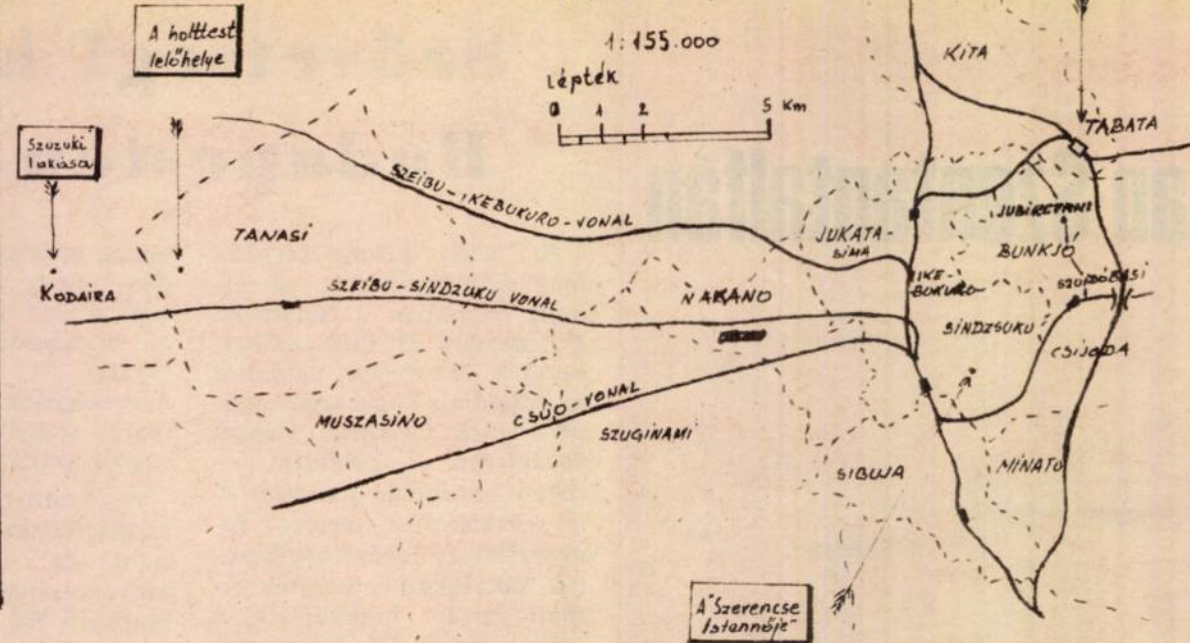 A holttest
lelőhelye
1:155.000
lépték
0 1 2 5 Km
KITA
TABATA
Szuzuki
lakása
SZEIBU-IKEBUKURO-VONAL
TANASI
JUKATA-
SIMA
BUNKJÓ
KODAIRA
SZEIBU-SINDZUKU VONAL
NAKANO
IKE
BUKURO
SZUIDÓBASI
SINDZSUKU
CSIJODA
MUSZASINO
CSUO-VONAL
SZUGINAMI
SIBUJA
MINATO
A "Szerencse
Istennője"